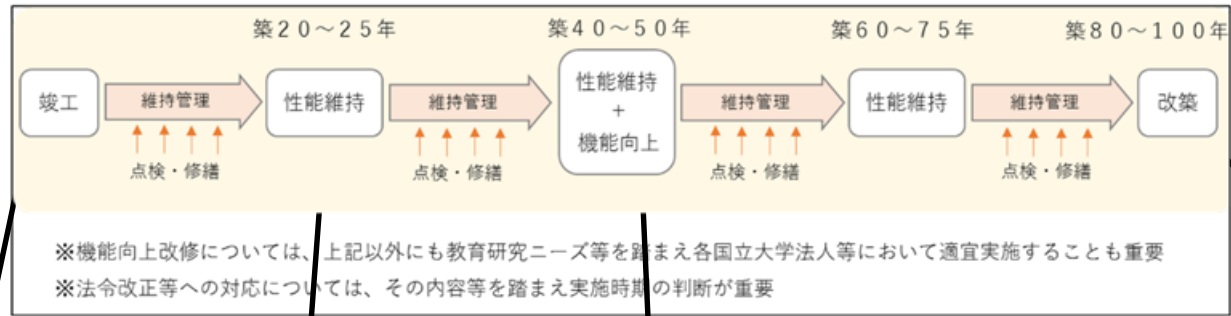 築２０～２５年
築４０～５０年
築６０～７５年
築８０～１００年
竣工
維持管理
性能維持
維持管理
性能維持
+
機能向上
維持管理
性能維持
維持管理
改築
点検・修繕
点検・修繕
点検・修繕
点検・修繕
※機能向上改修については、上記以外にも教育研究ニーズ等を踏まえ各国立大学法人等において適宜実施することも重要
※法令改正等への対応については、その内容等を踏まえ実施時期の判断が重要